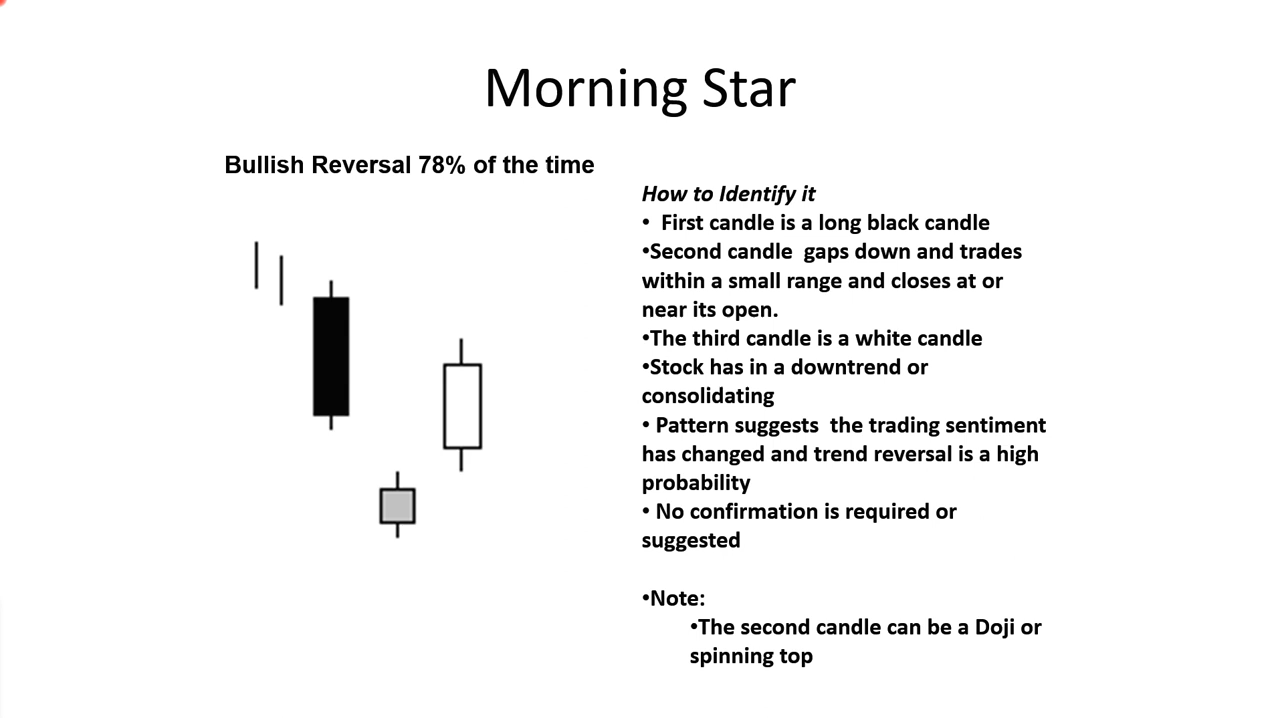 Morning Star
Bullish Reversal 78% of the time
How to Identify it
• First candle is a long black candle
•Second candle gaps down and trades
within a small range and closes at or
near its open.
•The third candle is a white candle
•Stock has in a downtrend or
consolidating
• Pattern suggests the trading sentiment
has changed and trend reversal is a high
probability
• No confirmation is required or
suggested
•Note:
•The second candle can be a Doji or
spinning top